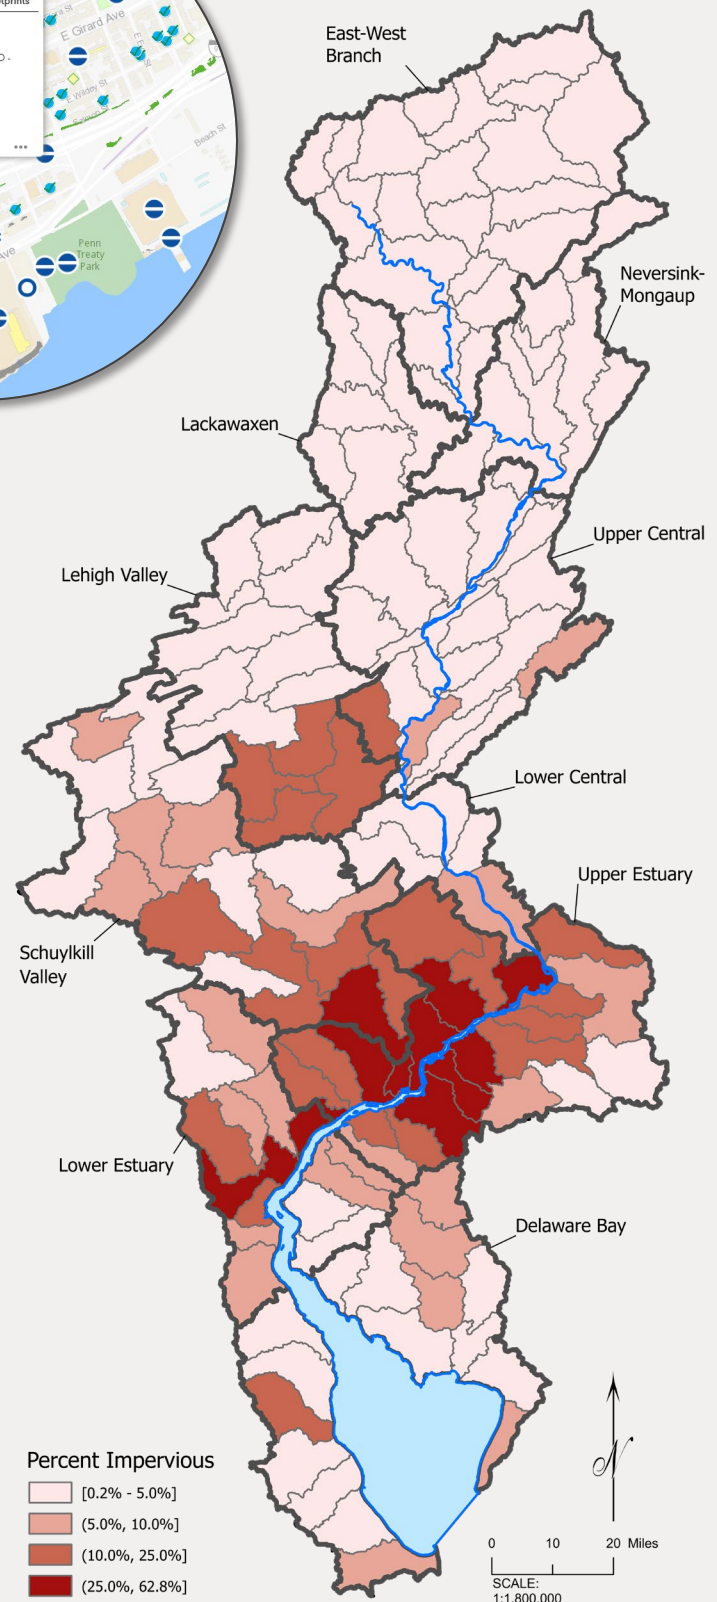 E Girard Ave
E Wildey St
Beach St
Penn
Treaty
Park
East-West
Branch
Neversink-
Mongaup
Lackawaxen
Upper Central
Lehigh Valley
Lower Central
Upper Estuary
Schuylkill
Valley
Lower Estuary
Delaware Bay
Percent Impervious
[0.2% - 5.0%]
(5.0%, 10.0%]
(10.0%, 25.0%]
(25.0%, 62.8%]
N
0 10 20 Miles
SCALE:
1:1,800,000